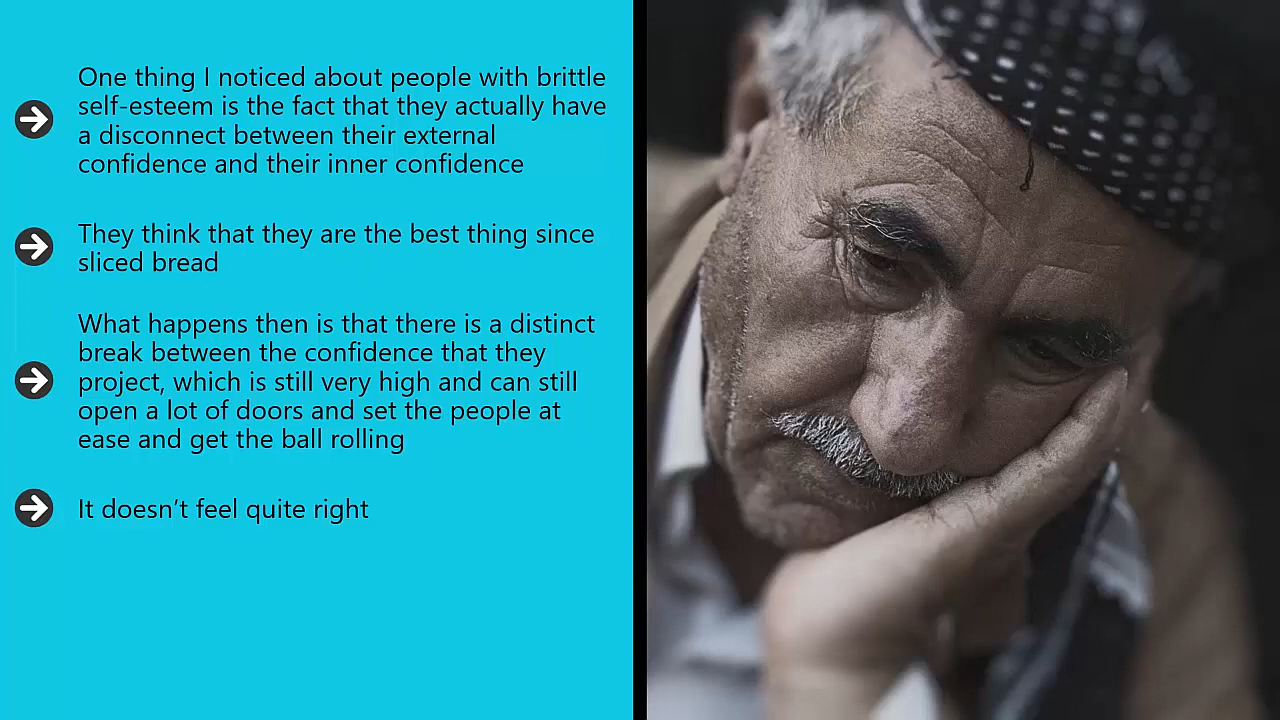 One thing I noticed about people with brittle
self-esteem is the fact that they actually have
a disconnect between their external
confidence and their inner confidence
They think that they are the best thing since
sliced bread
What happens then is that there is a distinct
break between the confidence that they
project, which is still very high and can still
open a lot of doors and set the people at
ease and get the ball rolling
It doesn’t feel quite right